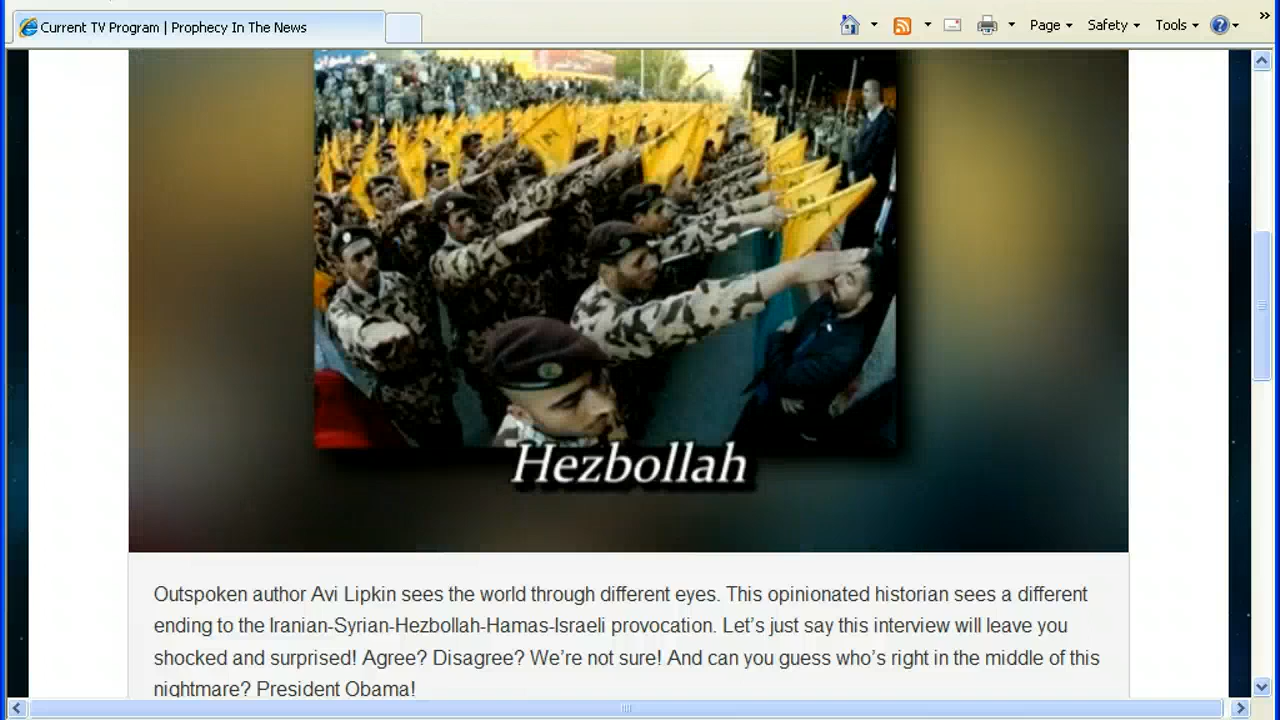 Current TV Program | Prophecy In The News
Page
Safety
Tools
Hezbollah
Outspoken author Avi Lipkin sees the world through different eyes. This opinionated historian sees a different
ending to the Iranian-Syrian-Hezbollah-Hamas-Israeli provocation. Let’s just say this interview will leave you
shocked and surprised! Agree? Disagree? We’re not sure! And can you guess who’s right in the middle of this
nightmare? President Obama!